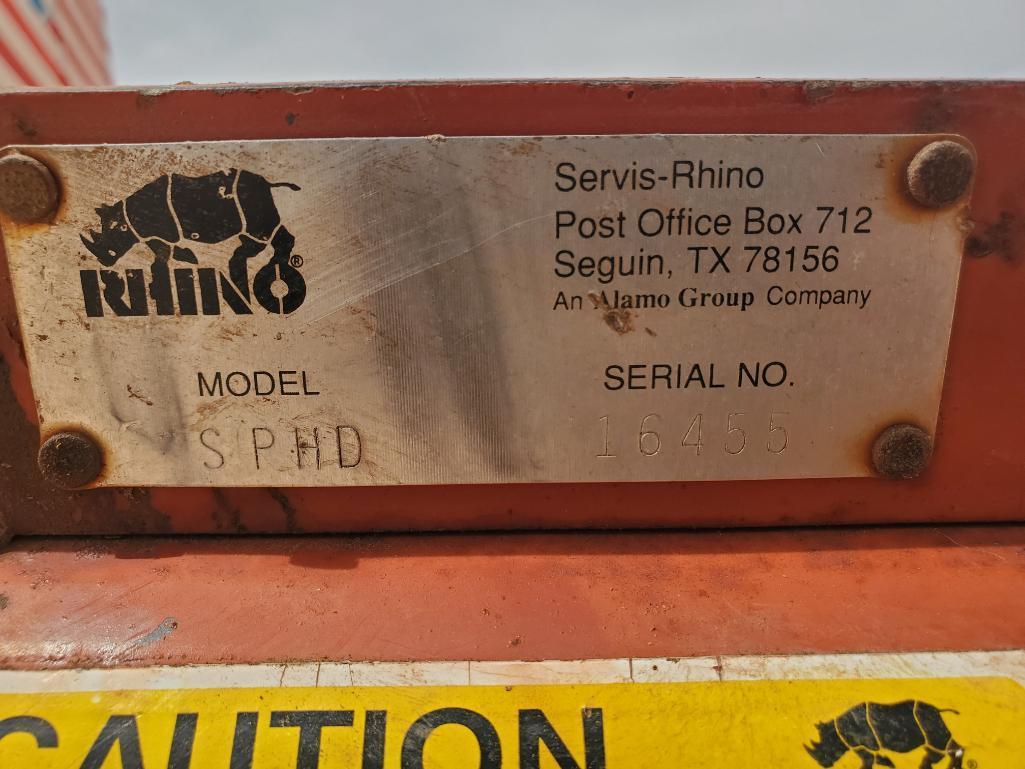 Servis-Rhino
Post Office Box 712
Seguin, TX 78156
An Alamo Group Company
RHINO®
MODEL
SPHD
SERIAL NO.
16455
CAUTION